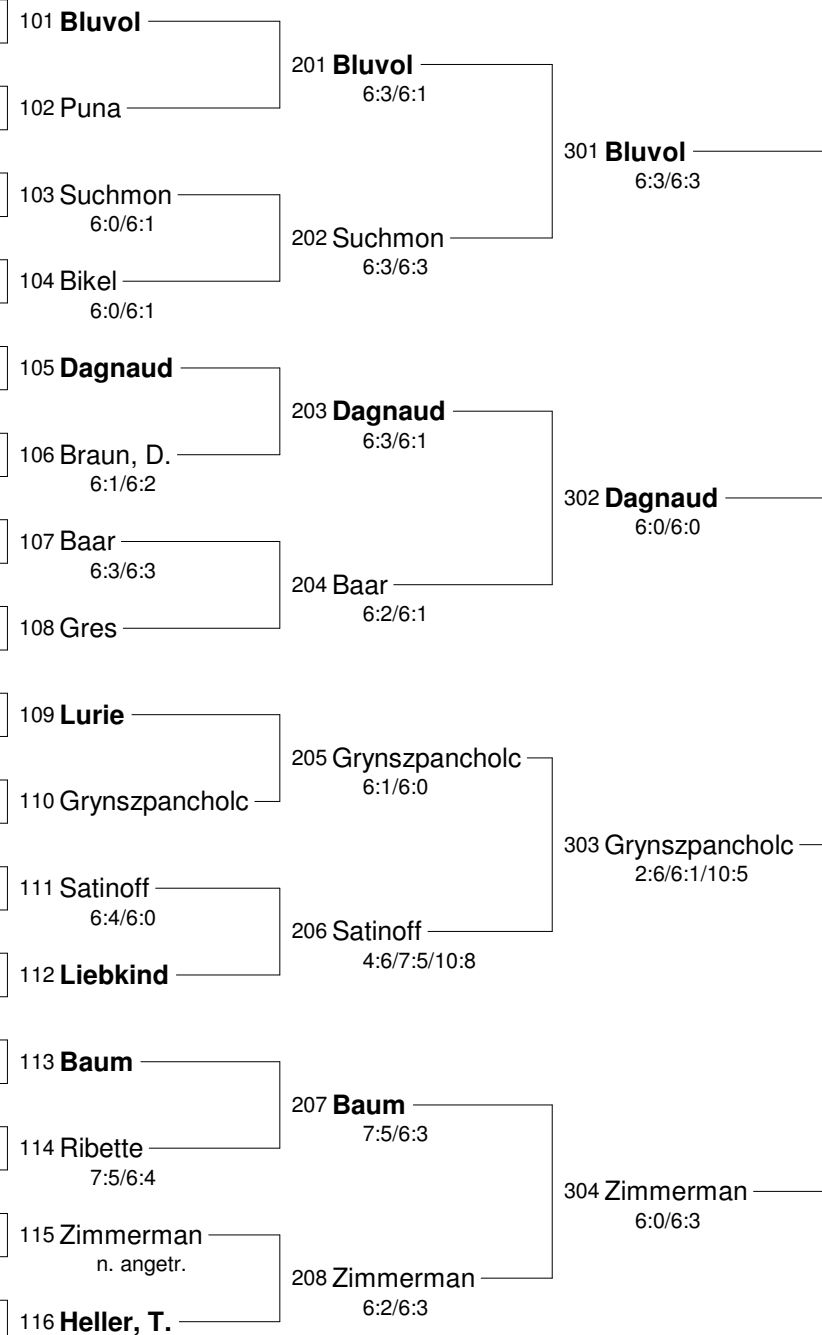 101 Bluvol
201 Bluvol
6:3/6:1
102 Puna
301 Bluvol
6:3/6:3
103 Suchmon
6:0/6:1
202 Suchmon
6:3/6:3
104 Bikel
6:0/6:1
105 Dagnaud
203 Dagnaud
6:3/6:1
106 Braun, D.
6:1/6:2
302 Dagnaud
6:0/6:0
107 Baar
6:3/6:3
204 Baar
6:2/6:1
108 Gres
109 Lurie
205 Grynszpancholc
6:1/6:0
110 Grynszpancholc
303 Grynszpancholc
2:6/6:1/10:5
111 Satinoff
6:4/6:0
206 Satinoff
4:6/7:5/10:8
112 Liebkind
113 Baum
207 Baum
7:5/6:3
114 Ribette
7:5/6:4
304 Zimmerman
6:0/6:3
115 Zimmerman
n. angetr.
208 Zimmerman
6:2/6:3
116 Heller, T.